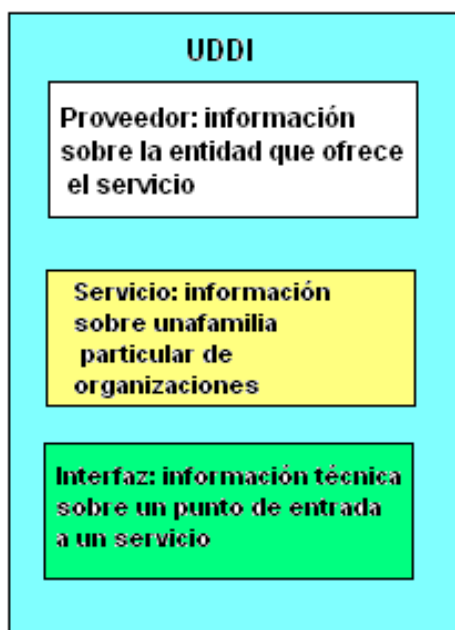 UDDI
Proveedor: información
sobre la entidad que ofrece
el servicio
Servicio: información
sobre unafamilia
particular de
organizaciones
Interfaz: información técnica
sobre un punto de entrada
a un servicio